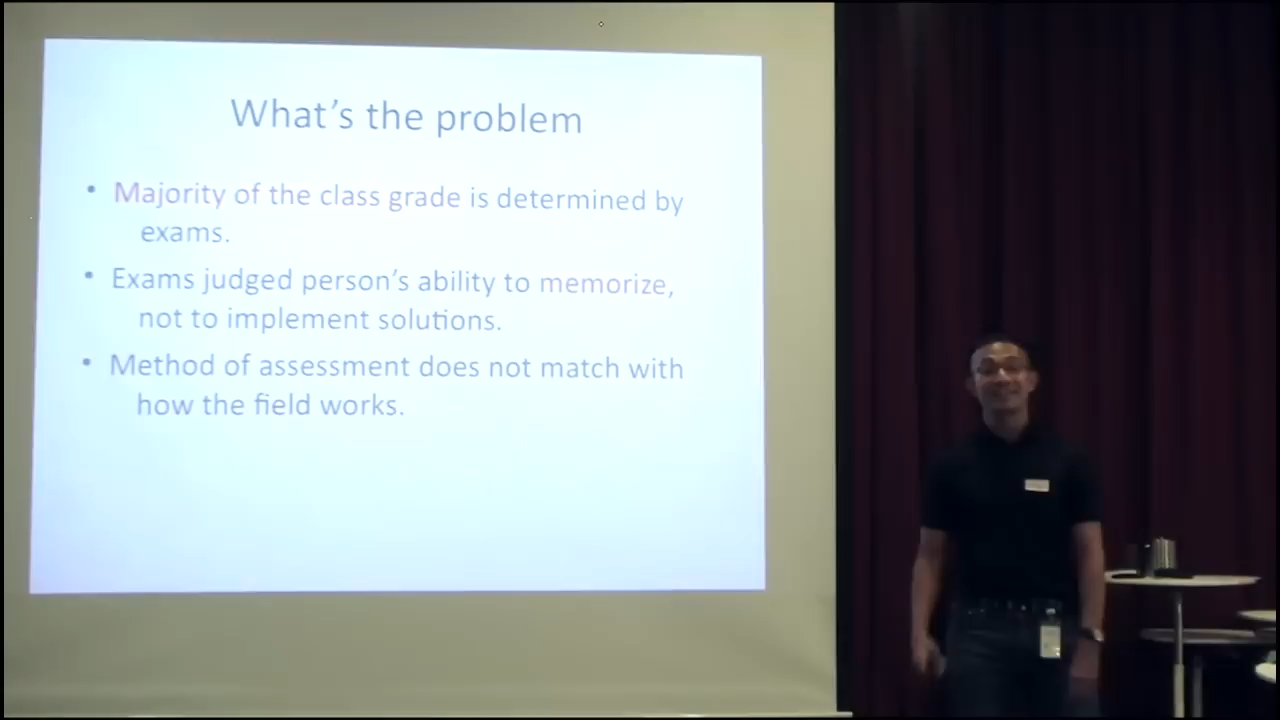 What's the problem
• Majority of the class grade is determined by
exams.
• Exams judged person's ability to memorize,
not to implement solutions.
• Method of assessment does not match with
how the field works.